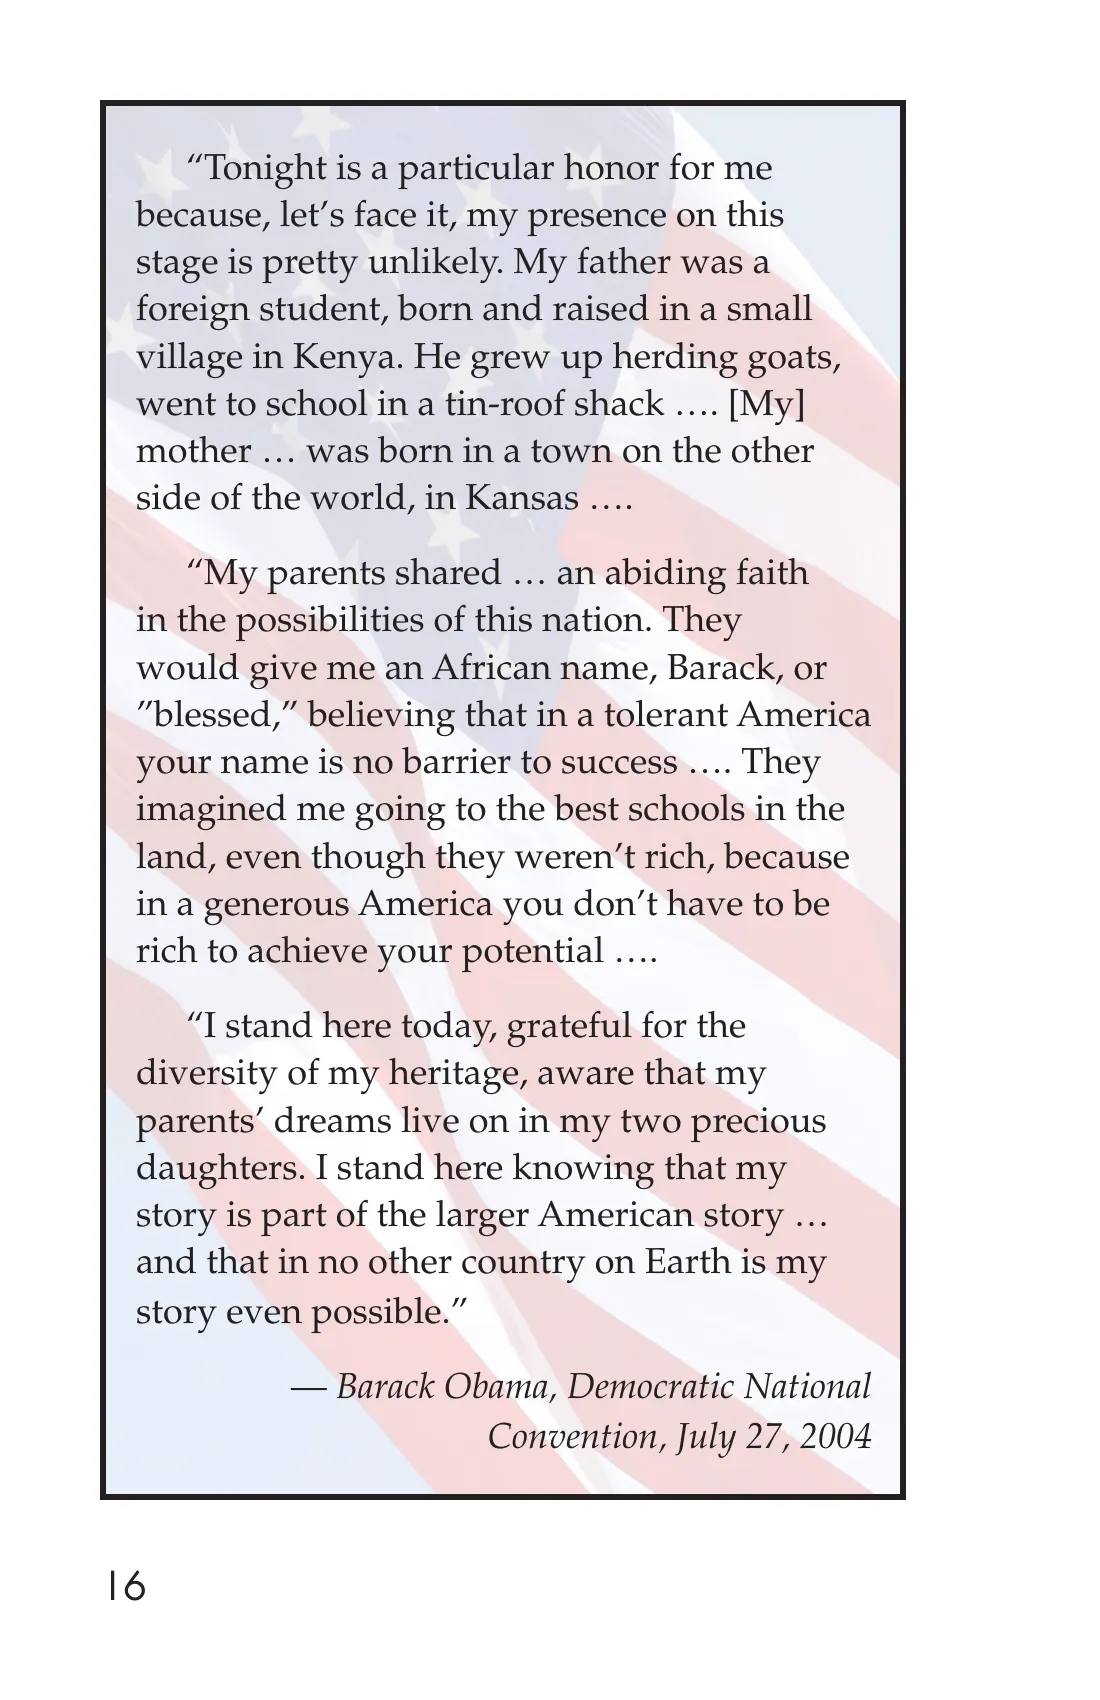 “Tonight is a particular honor for me
because, let’s face it, my presence on this
stage is pretty unlikely. My father was a
foreign student, born and raised in a small
village in Kenya. He grew up herding goats,
went to school in a tin-roof shack …. [My]
mother … was born in a town on the other
side of the world, in Kansas ….
“My parents shared … an abiding faith
in the possibilities of this nation. They
would give me an African name, Barack, or
”blessed,” believing that in a tolerant America
your name is no barrier to success …. They
imagined me going to the best schools in the
land, even though they weren’t rich, because
in a generous America you don’t have to be
rich to achieve your potential ….
“I stand here today, grateful for the
diversity of my heritage, aware that my
parents’ dreams live on in my two precious
daughters. I stand here knowing that my
story is part of the larger American story …
and that in no other country on Earth is my
story even possible.”
— Barack Obama, Democratic National
Convention, July 27, 2004
16